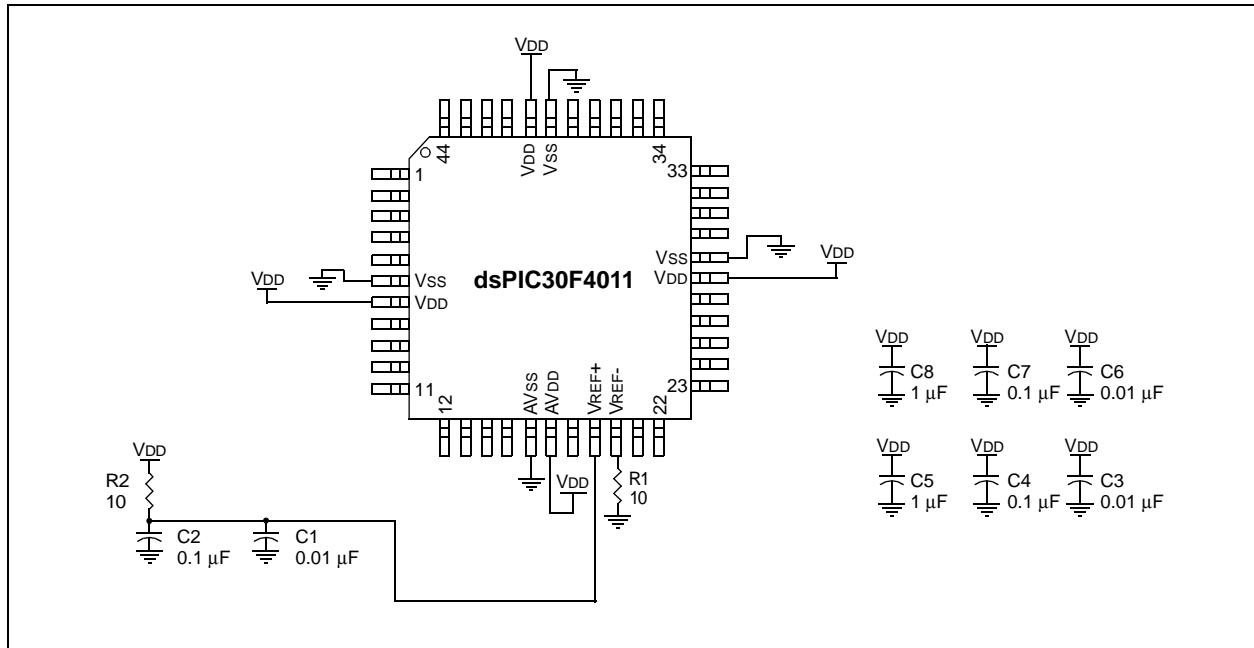 VDD
44
VDD
VSS
34
1
33
VSS
VDD
VDD
VSS
VDD
dsPIC30F4011
VSS
VDD
VDD
11
12
AVSS
AVDD
VREF+
VREF-
22
23
VDD
C8
1 μF
VDD
C7
0.1 μF
VDD
C6
0.01 μF
VDD
R2
10
C2
0.1 μF
C1
0.01 μF
VDD
R1
10
VDD
C5
1 μF
VDD
C4
0.1 μF
VDD
C3
0.01 μF